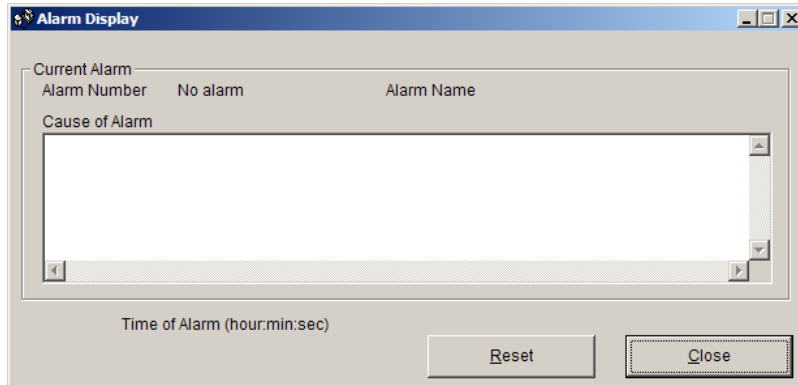 Alarm Display
Current Alarm
Alarm Number No alarm Alarm Name
Cause of Alarm
Time of Alarm (hour:min:sec)
Reset Close